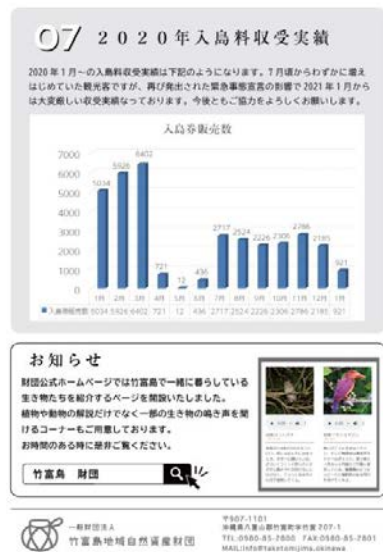 07 2020年入島料収受実績
2020年1月～の入島料収受実績は下記のようになります。7月頃からわずかに増え
はじめていた観光客ですが、再び発出された緊急事態宣言の影響で2021年1月から
は大変厳しい収受実績なっております。今後ともご協力をよろしくお願いします。
入島券販売数
7000
6000
5000
4000
3000
2000
1000
0
5034 5926 6402 721 12 436 2717 2524 2226 2306 2786 2185 921
1月 2月 3月 4月 5月 6月 7月 8月 9月 10月 11月 12月 1月
入島券販売数 5034 5926 6402 721 12 436 2717 2524 2226 2306 2786 2185 921
お知らせ
財団公式ホームページでは竹富島で一緒に暮らしている
生き物たちを紹介するページを開設いたしました。
植物や動物の解説だけでなく一部の生き物の鳴き声を聞
けるコーナーもご用意しております。
お時間のある時に是非ご覧ください。
竹富島 財団
一般財団法人
竹富島地域自然資産財団
〒907-1101
沖縄県八重山郡竹富町字竹富207-1
TEL:0980-85-2800 FAX:0980-85-2801
MAIL:info@taketomijima.okinawa